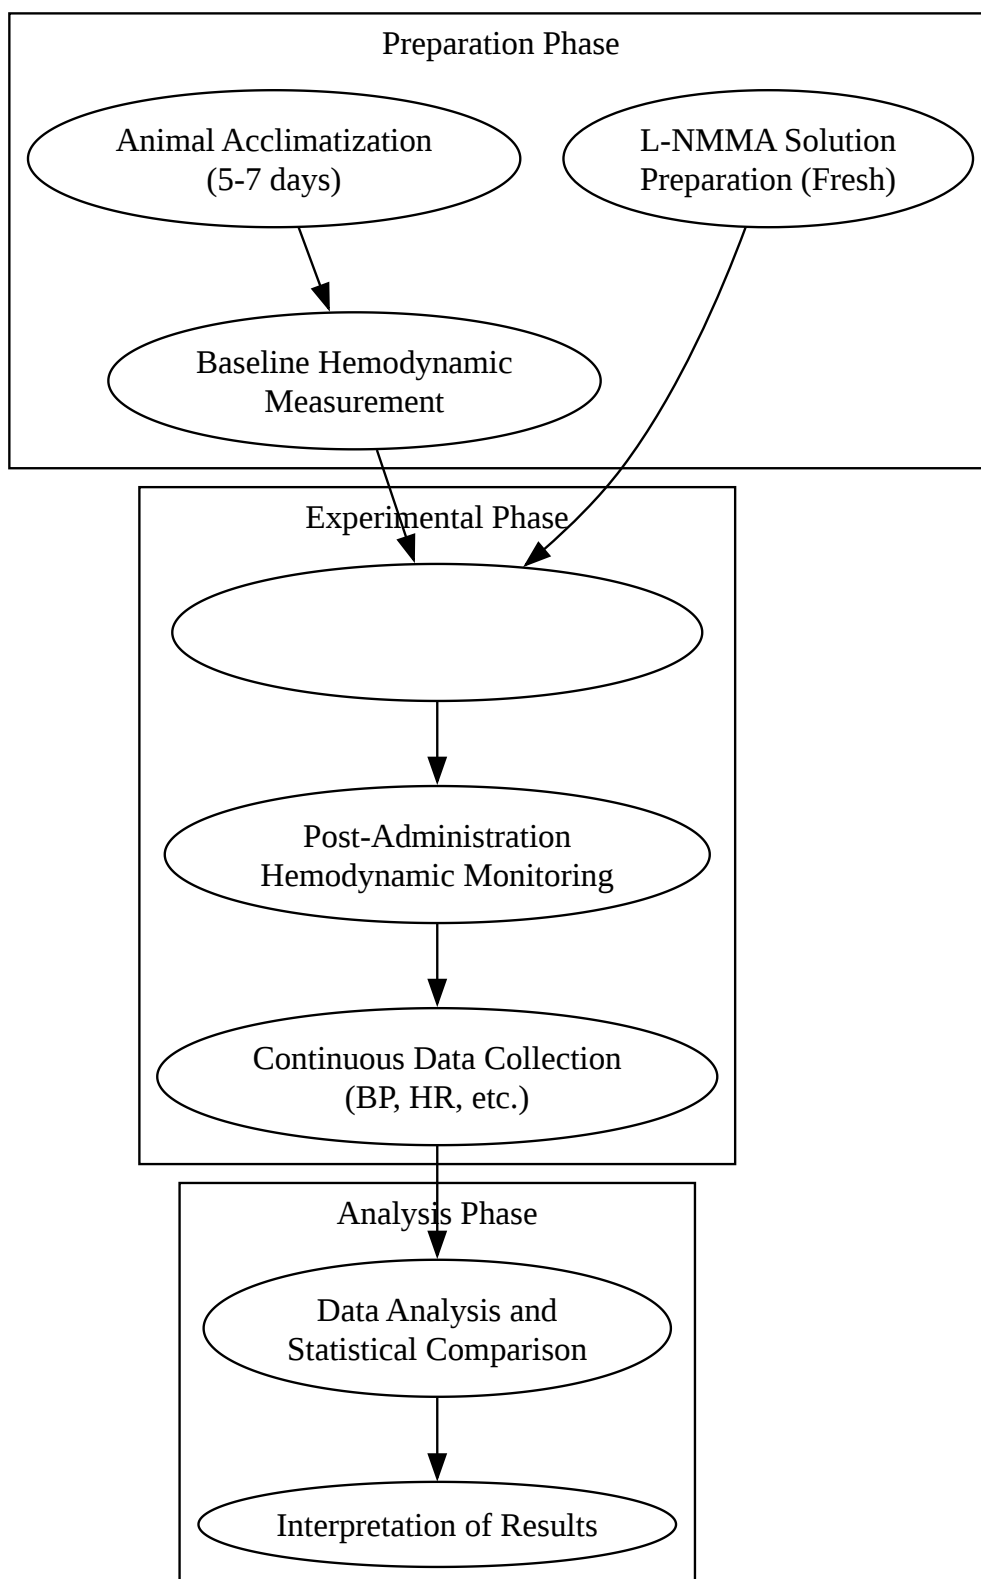 Preparation Phase
Animal Acclimatization
(5-7 days)
L-NMMA Solution
Preparation (Fresh)
Baseline Hemodynamic
Measurement
Experimental Phase
Post-Administration
Hemodynamic Monitoring
Continuous Data Collection
(BP, HR, etc.)
Analysis Phase
Data Analysis and
Statistical Comparison
Interpretation of Results